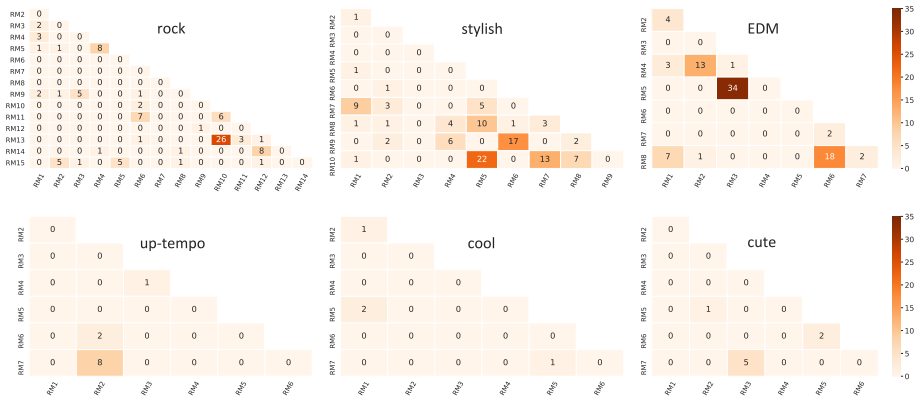 rock
RM2 0
RM3 2 0
RM4 3 0 0
RM5 1 1 0 8
RM6 0 0 0 0 0
RM7 0 0 0 0 0 0
RM8 0 0 0 0 0 0 0
RM9 2 1 5 0 0 1 0 0
RM10 0 0 0 0 0 2 0 0 0
RM11 0 0 0 0 0 7 0 0 0 6
RM12 0 0 0 0 0 0 0 0 1 0 0
RM13 0 0 0 0 0 1 0 0 0 26 3 1
RM14 0 0 0 1 0 0 0 1 0 0 0 8 0
RM15 0 5 1 0 5 0 0 1 0 0 0 1 0 0
RM1 RM2 RM3 RM4 RM5 RM6 RM7 RM8 RM9 RM10 RM11 RM12 RM13 RM14
stylish
RM2 1
RM3 0 0
RM4 0 0 0
RM5 1 0 0 0
RM6 0 1 0 0 0
RM7 9 3 0 0 5 0
RM8 1 1 0 4 10 1 3
RM9 0 2 0 6 0 17 0 2
RM10 1 0 0 0 22 0 13 7 0
RM1 RM2 RM3 RM4 RM5 RM6 RM7 RM8 RM9
EDM
RM2 4
RM3 0 0
RM4 3 13 1
RM5 0 0 34 0
RM6 0 0 0 0 0
RM7 0 0 0 0 0 2
RM8 7 1 0 0 0 18 2
RM1 RM2 RM3 RM4 RM5 RM6 RM7
35
30
25
20
15
10
5
0
up-tempo
RM2 0
RM3 0 0
RM4 0 0 1
RM5 0 0 0 0
RM6 0 2 0 0 0
RM7 0 8 0 0 0 0
RM1 RM2 RM3 RM4 RM5 RM6
cool
RM2 1
RM3 0 0
RM4 0 0 0
RM5 2 0 0 0
RM6 0 0 0 0 0
RM7 0 0 0 0 1 0
RM1 RM2 RM3 RM4 RM5 RM6
cute
RM2 0
RM3 0 0
RM4 0 0 0
RM5 0 1 0 0
RM6 0 0 0 0 2
RM7 0 0 5 0 0 0
RM1 RM2 RM3 RM4 RM5 RM6
35
30
25
20
15
10
5
0